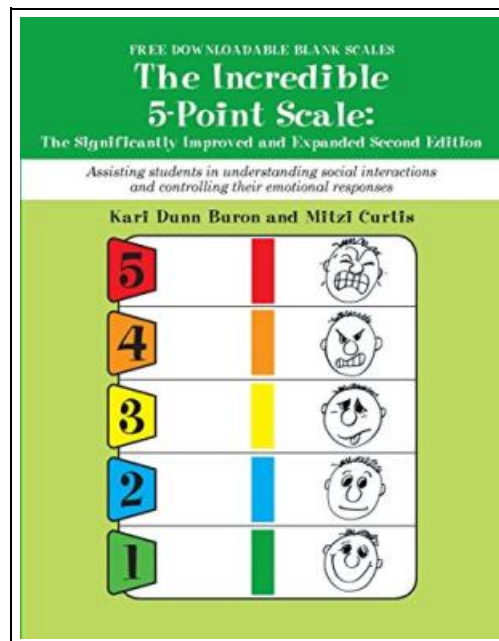 FREE DOWNLOADABLE BLANK SCALES
The Incredible
5-Point Scale:
The Significantly Improved and Expanded Second Edition
Assisting students in understanding social interactions
and controlling their emotional responses
Kari Dunn Buron and Mitzi Curtis
5
4
3
2
1